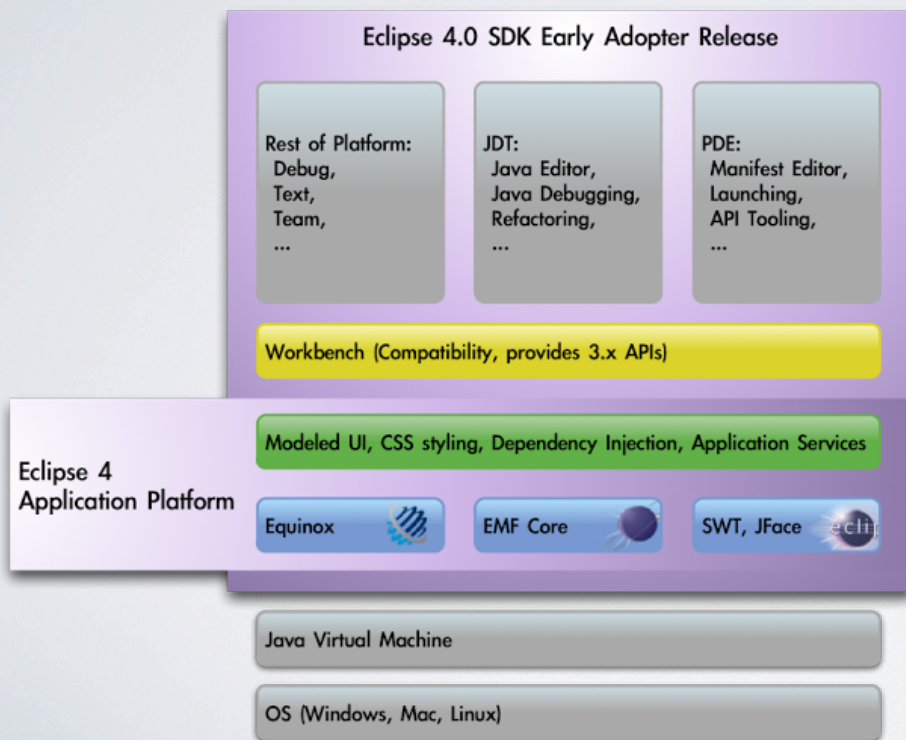 Eclipse 4.0 SDK Early Adopter Release
Rest of Platform:
Debug,
Text,
Team,
...
JDT:
Java Editor,
Java Debugging,
Refactoring,
...
PDE:
Manifest Editor,
Launching,
API Tooling,
...
Workbench (Compatibility, provides 3.x APIs)
Eclipse 4
Application Platform
Modeled UI, CSS styling, Dependency Injection, Application Services
Equinox
EMF Core
SWT, JFace
Java Virtual Machine
OS (Windows, Mac, Linux)